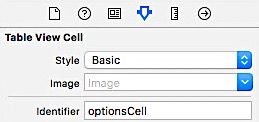 Table View Cell
Style Basic
Image Image
Identifier optionsCell